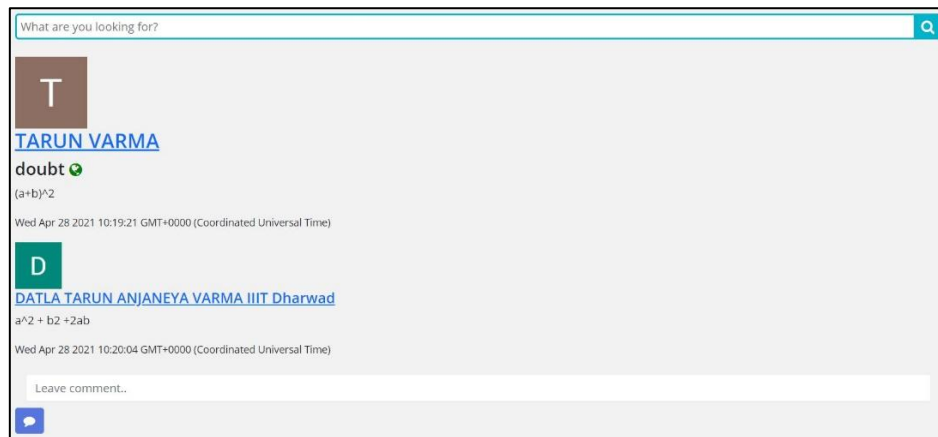 What are you looking for?
T
TARUN VARMA
doubt
(a+b)^2
Wed Apr 28 2021 10:19:21 GMT+0000 (Coordinated Universal Time)
D
DATLA TARUN ANJANEYA VARMA IIIT Dharwad
a^2 + b2 +2ab
Wed Apr 28 2021 10:20:04 GMT+0000 (Coordinated Universal Time)
Leave comment..